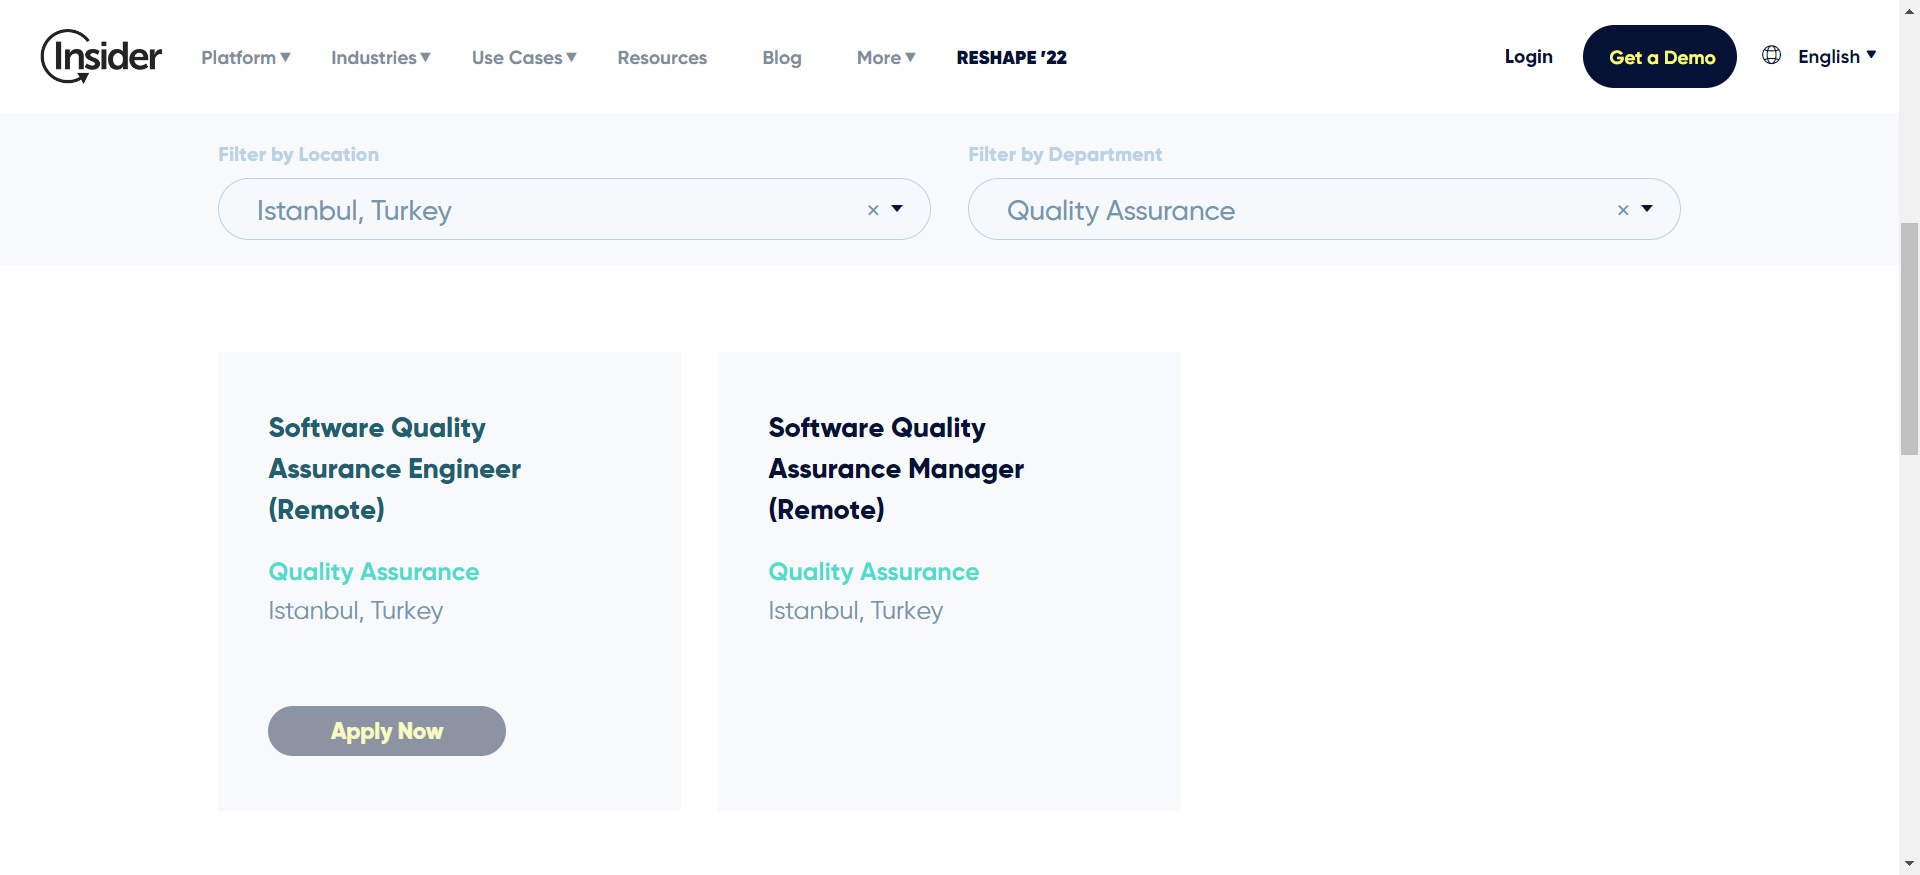 Insider
Platform Industries Use Cases Resources Blog More RESHAPE '22 Login Get a Demo English
Filter by Location
Filter by Department
Istanbul, Turkey ×
Quality Assurance ×
Software Quality
Assurance Engineer
(Remote)
Quality Assurance
Istanbul, Turkey
Apply Now
Software Quality
Assurance Manager
(Remote)
Quality Assurance
Istanbul, Turkey